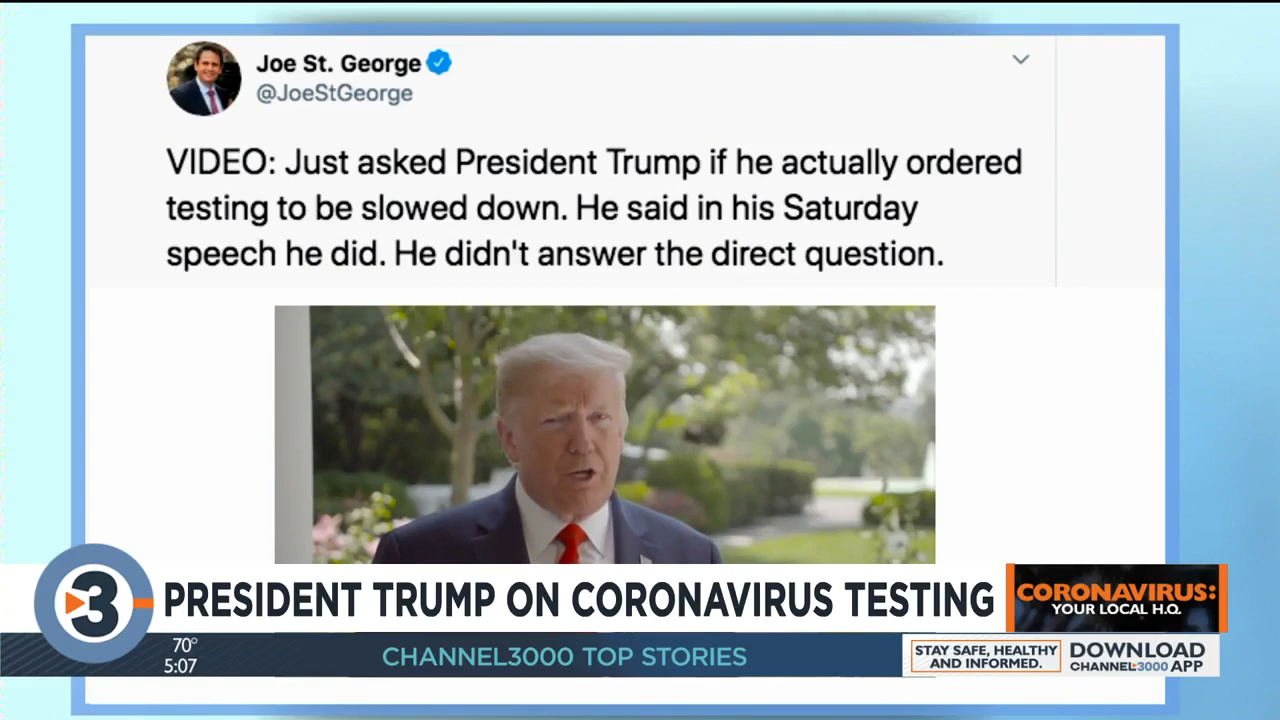 Joe St. George
@JoeStGeorge
VIDEO: Just asked President Trump if he actually ordered
testing to be slowed down. He said in his Saturday
speech he did. He didn't answer the direct question.
3
PRESIDENT TRUMP ON CORONAVIRUS TESTING
CORONAVIRUS:
YOUR LOCAL H.Q.
70°
5:07
CHANNEL3000 TOP STORIES
STAY SAFE, HEALTHY
AND INFORMED.
DOWNLOAD
CHANNEL3000 APP